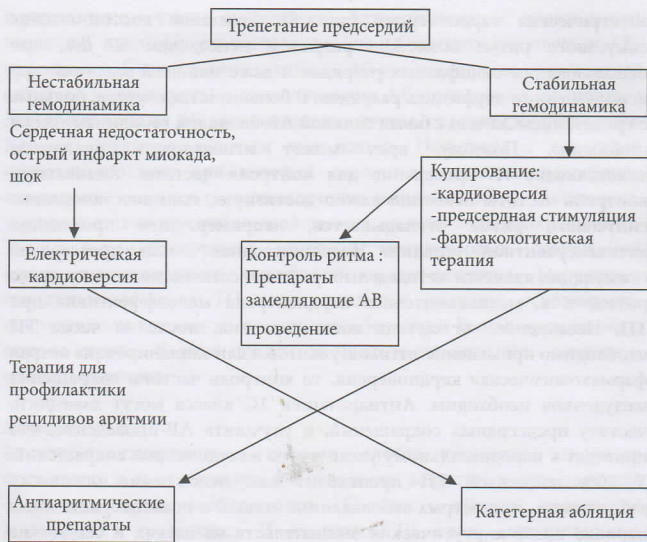 Трепетание предсердий
Нестабильная
гемодинамика
Стабильная
гемодинамика
Сердечная недостаточность,
острый инфаркт миокада,
шок
Купирование:
-кардиоверсия
-предсердная стимуляция
-фармакологическая
терапия
Электрическая
кардиоверсия
Контроль ритма :
Препараты
замедляющие АВ
проведение
Терапия для
профилактики
рецидивов аритмии
Антиаритмические
препараты
Катетерная абляция